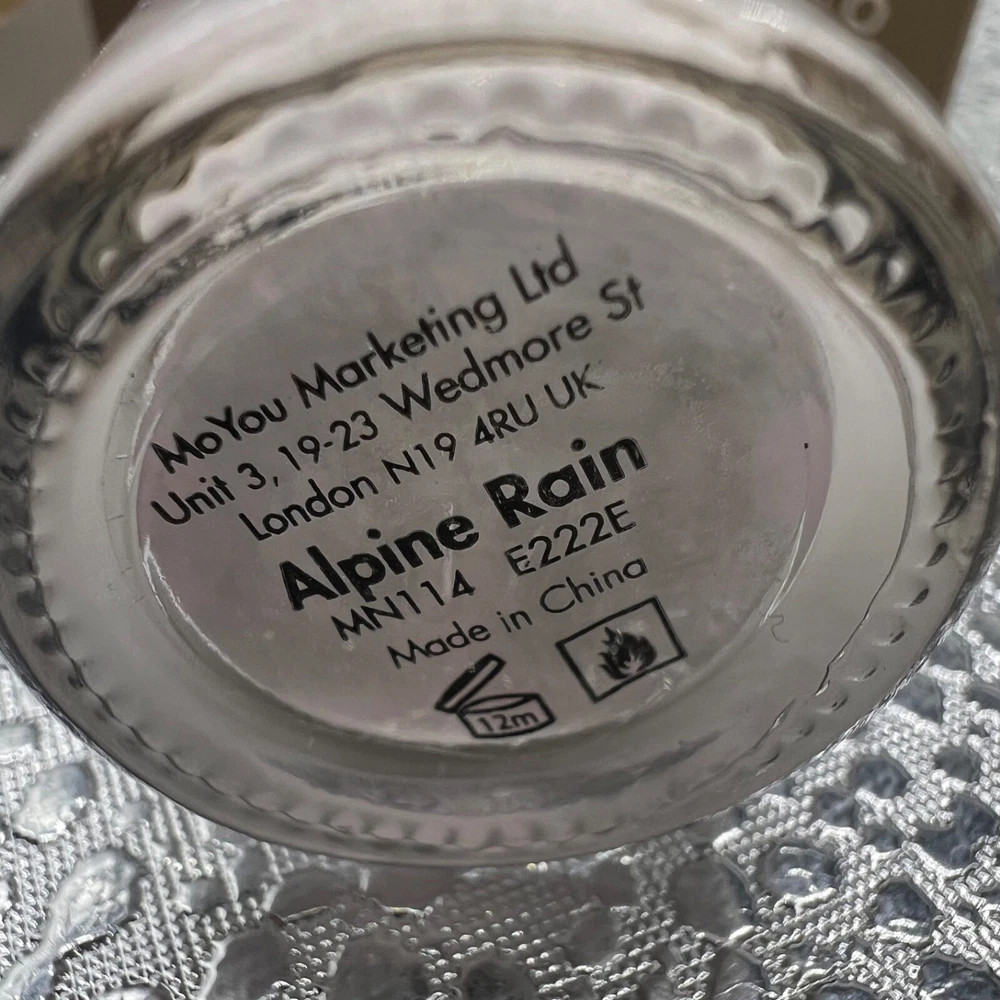 MoYou Marketing Ltd
Unit 3, 19-23 Wedmore St
London N19 4RU UK
Alpine Rain
MN114 E222E
Made in China
12m